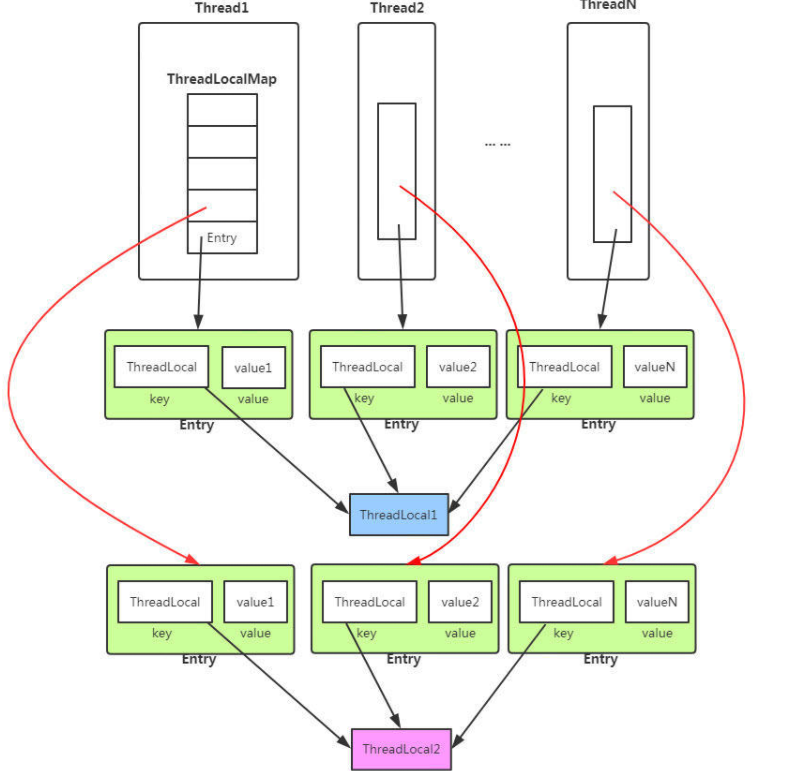 Thread1
Thread2
ThreadN
ThreadLocalMap
... ...
Entry
ThreadLocal
value1
ThreadLocal
value2
ThreadLocal
valueN
key
value
key
value
key
value
Entry
Entry
Entry
ThreadLocal1
ThreadLocal
value1
ThreadLocal
value2
ThreadLocal
valueN
key
value
key
value
key
value
Entry
Entry
Entry
ThreadLocal2